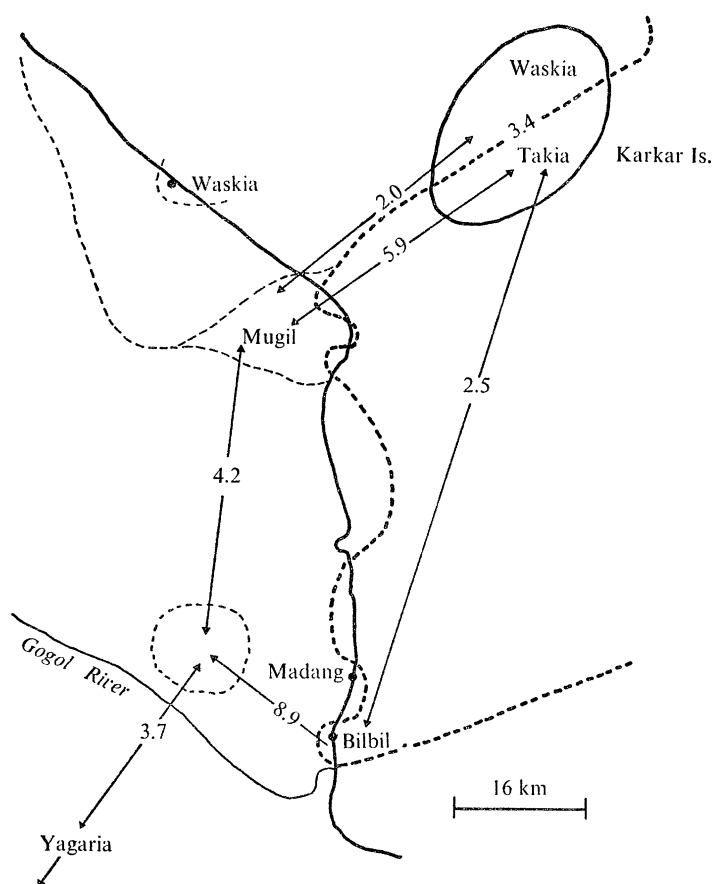 Waskia
3.4
Takia
Karkar Is.
Waskia
2.0
5.9
Mugil
2.5
4.2
Gogol River
Madang
8.9
3.7
Bilbil
16 km
Yagaria